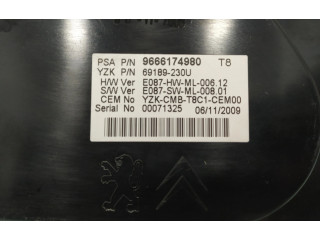 PSA P/N 9666174980 T8
YZK P/N 69189-230U
H/W Ver E087-HW-ML-006.12
S/W Ver E087-SW-ML-008.01
CEM No YZK-CMB-T8C1-CEM00
Serial No 00071325 06/11/2009